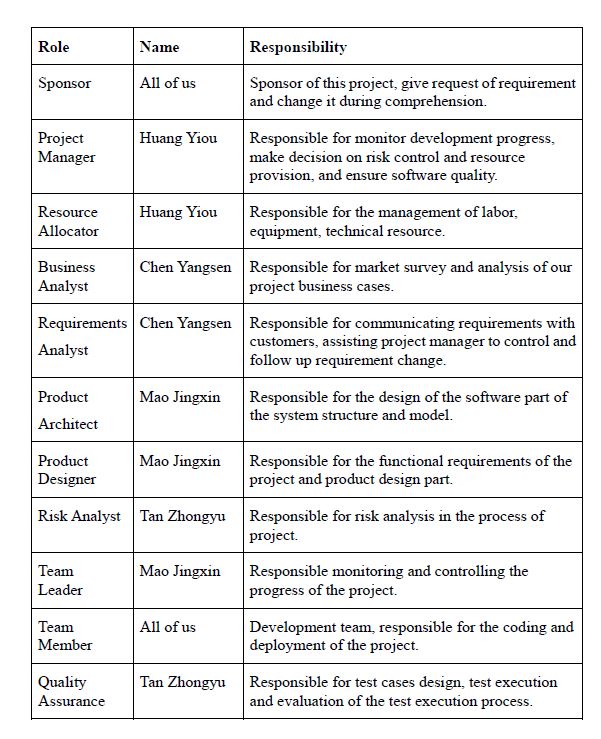 Role Name Responsibility
Sponsor All of us Sponsor of this project, give request of requirement
and change it during comprehension.
Project Huang Yiou Responsible for monitor development progress,
Manager make decision on risk control and resource
provision, and ensure software quality.
Resource Huang Yiou Responsible for the management of labor,
Allocator equipment, technical resource.
Business Chen Yangsen Responsible for market survey and analysis of our
Analyst project business cases.
Requirements Chen Yangsen Responsible for communicating requirements with
Analyst customers, assisting project manager to control and
follow up requirement change.
Product Mao Jingxin Responsible for the design of the software part of
Architect the system structure and model.
Product Mao Jingxin Responsible for the functional requirements of the
Designer project and product design part.
Risk Analyst Tan Zhongyu Responsible for risk analysis in the process of
project.
Team Mao Jingxin Responsible monitoring and controlling the
Leader progress of the project.
Team All of us Development team, responsible for the coding and
Member deployment of the project.
Quality Tan Zhongyu Responsible for test cases design, test execution
Assurance and evaluation of the test execution process.